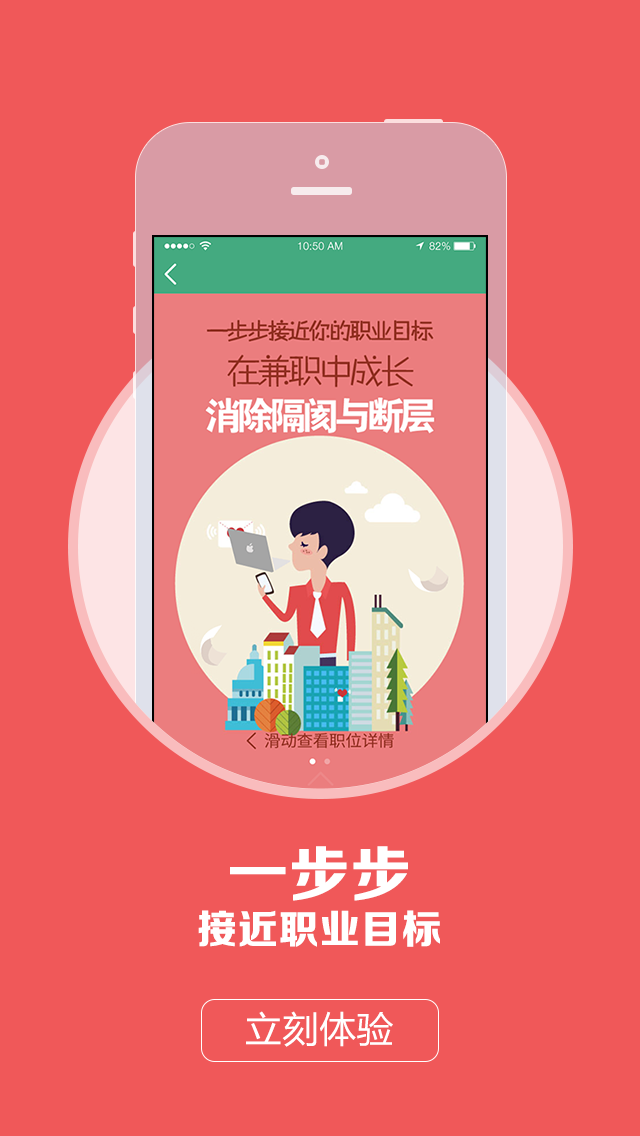 10:50 AM
82%
一步步接近你的职业目标
在兼职中成长
消除隔阂与断层
滑动查看职位详情
一步步
接近职业目标
立刻体验